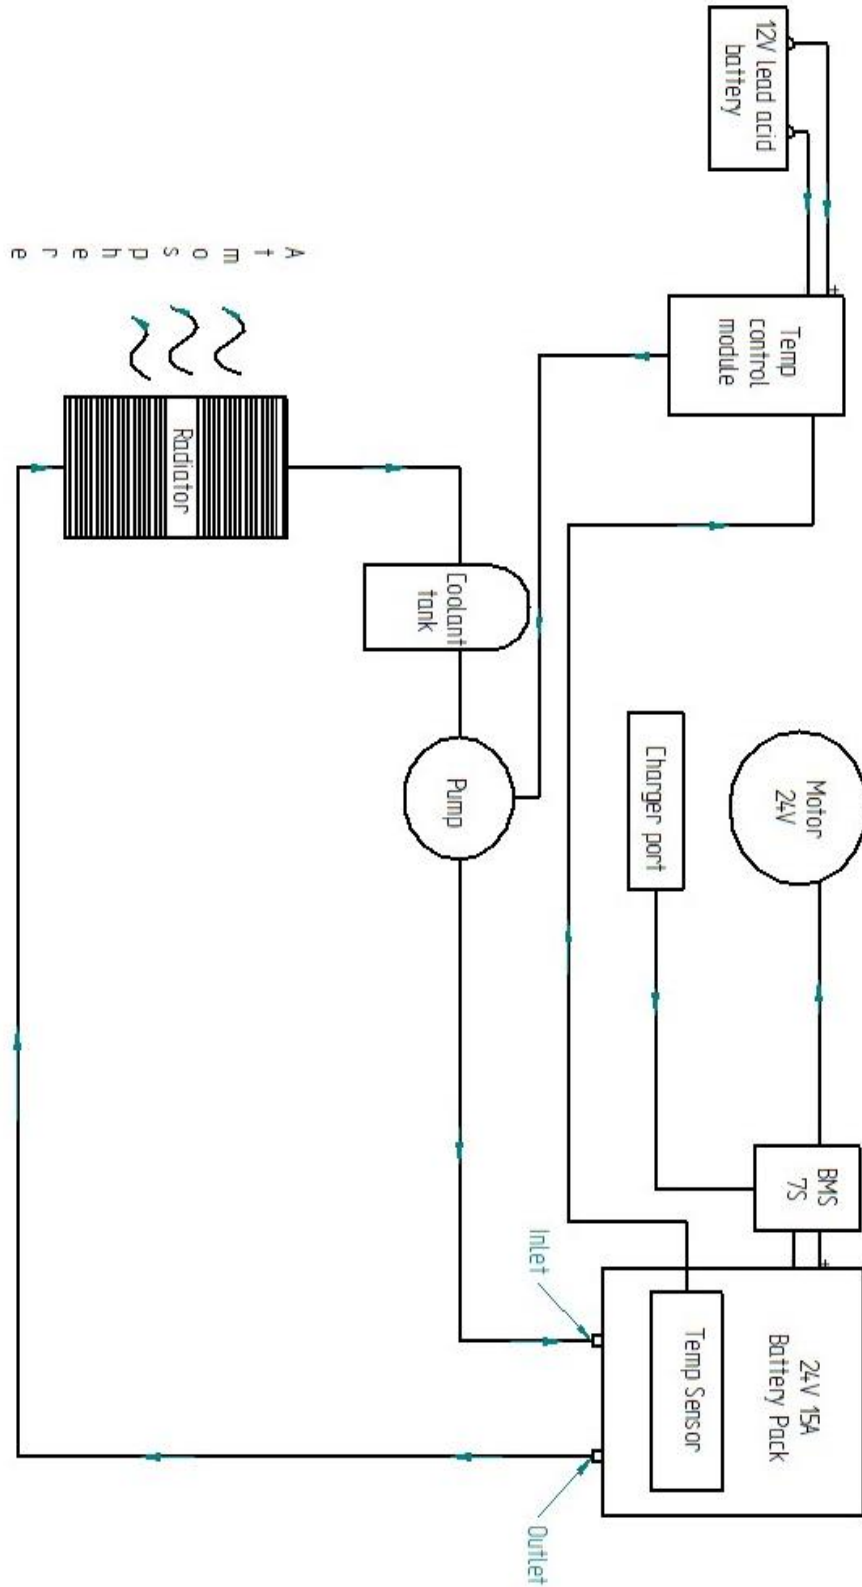 12V lead acid
battery
+
Temp
control
module
Motor
24V
BMS
7S
+
24V 15A
Battery Pack
Charger port
Temp Sensor
Inlet
Outlet
Coolant
tank
Pump
Radiator
Atmosphere